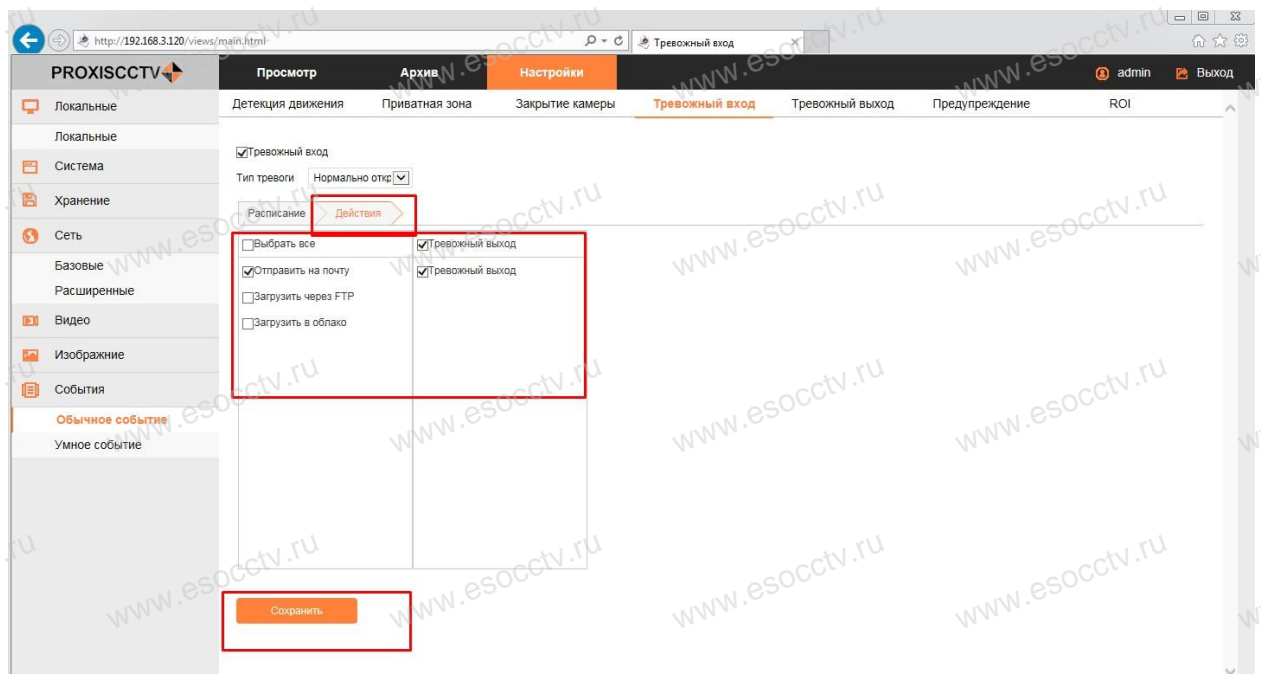 http://192.168.3.120/views/main.html Тревожный вход
PROXISCCTV Просмотр Архив Настройки admin Выход
Локальные Детекция движения Приватная зона Закрытие камеры Тревожный вход Тревожный выход Предупреждение ROI
Локальные
Тревожный вход
Система
Тип тревоги Нормально откр
Хранение
Расписание Действия
Сеть
Выбрать все Тревожный выход
Базовые
Отправить на почту Тревожный выход
Расширенные
Загрузить через FTP
Видео
Загрузить в облако
Изображние
События
Обычное событие
Умное событие
Сохранить
www.esocctv.ru